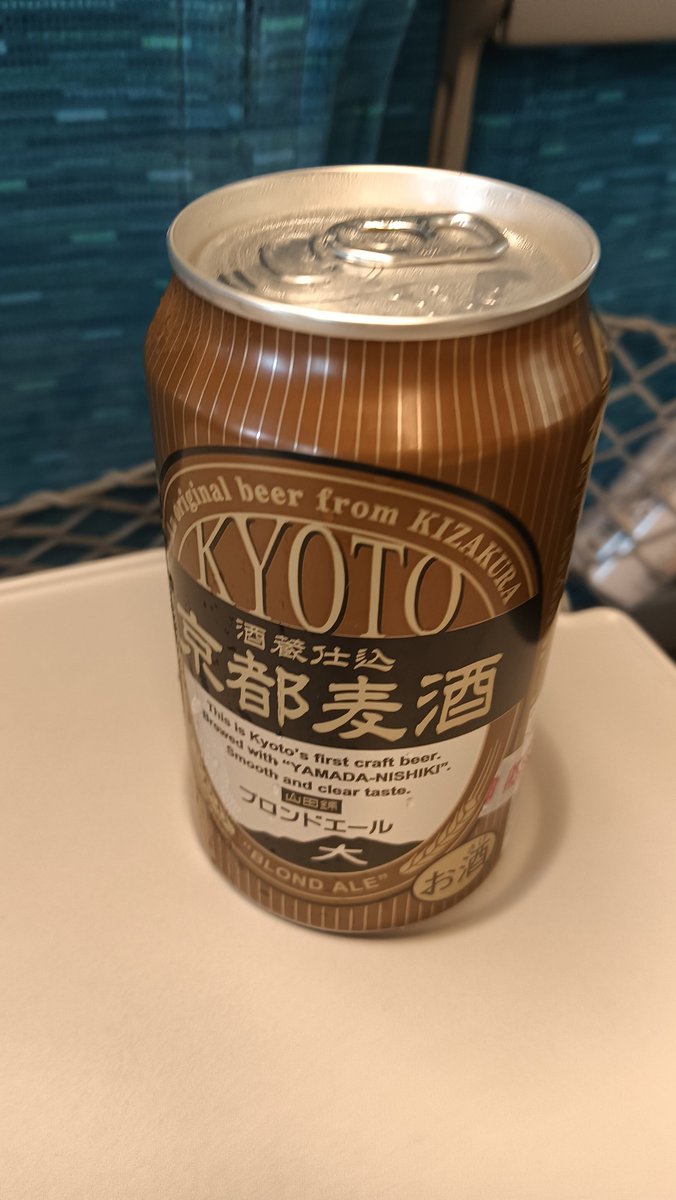 original beer from KIZAKURA
KYOTO
酒蔵仕込
京都麦酒
This is Kyoto's first craft beer.
Brewed with "YAMADA-NISHIKI".
Smooth and clear taste.
山田錦
ブロンドエール
大
"BLOND ALE"
お酒